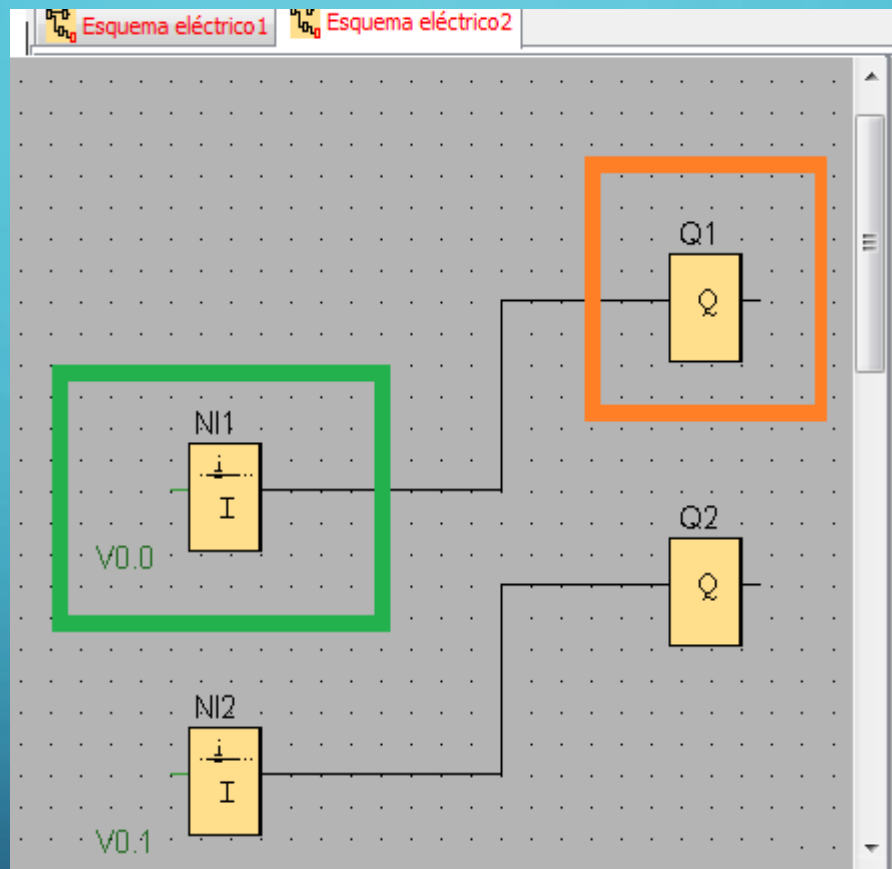 Esquema eléctrico1 Esquema eléctrico2
Q1
Q
NI1
I
V0.0
Q2
Q
NI2
I
V0.1